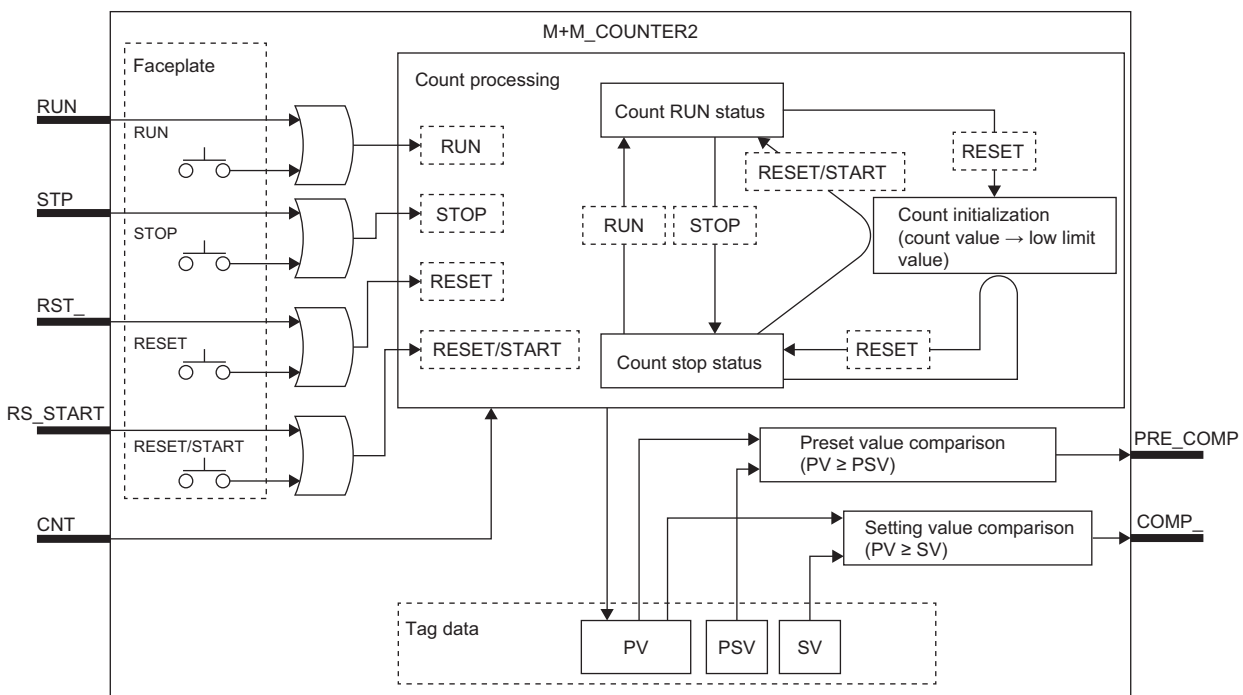 M+M_COUNTER2
Faceplate
Count processing
RUN
RUN
RUN
STP
STOP
STOP
RST_
RESET
RESET
RS_START
RESET/START
RESET/START
CNT
Count RUN status
RESET
RESET/START
RUN
STOP
Count initialization
(count value → low limit
value)
Count stop status
RESET
Preset value comparison
(PV ≥ PSV)
PRE_COMP
Setting value comparison
(PV ≥ SV)
COMP_
Tag data
PV
PSV
SV